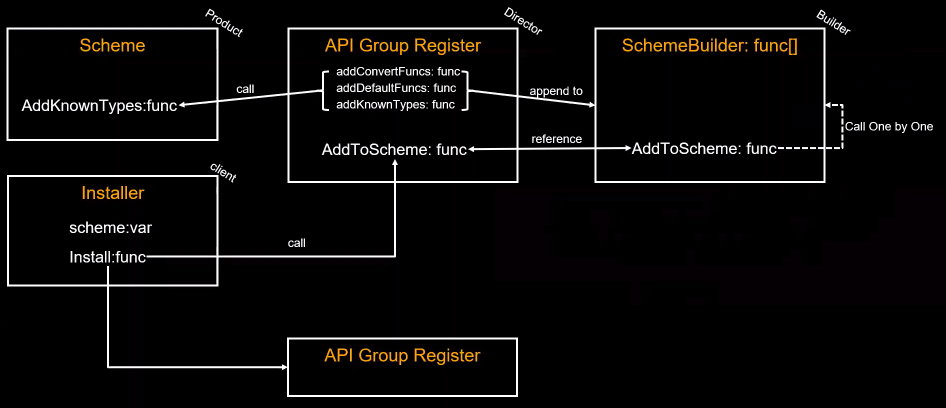 Product
Scheme
AddKnownTypes:func
call
Director
API Group Register
addConvertFuncs: func
addDefaultFuncs: func
addKnownTypes: func
AddToScheme: func
append to
reference
Builder
SchemeBuilder: func[]
AddToScheme: func
Call One by One
client
Installer
scheme:var
Install:func
call
API Group Register